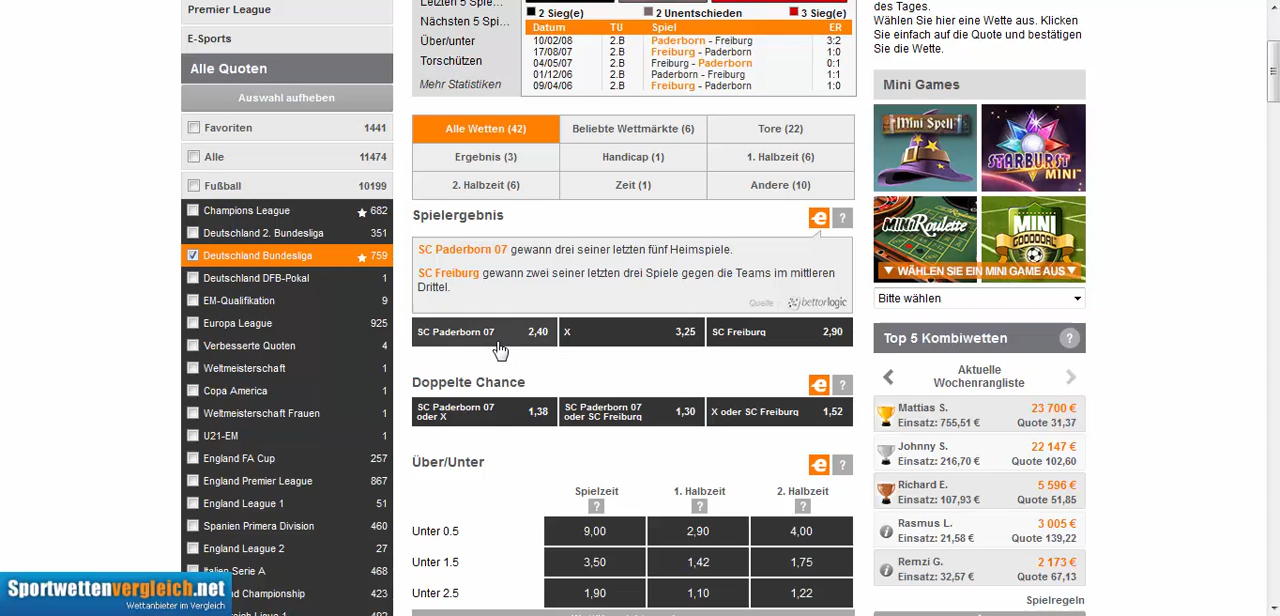 Premier League
E-Sports
Alle Quoten
Auswahl aufheben
Favoriten 1441
Alle 11474
Fußball 10199
Champions League 682
Deutschland 2. Bundesliga 351
Deutschland Bundesliga 759
Deutschland DFB-Pokal 1
EM-Qualifikation 9
Europa League 925
Verbesserte Quoten 4
Weltmeisterschaft 1
Copa America 1
Weltmeisterschaft Frauen 1
U21-EM 1
England FA Cup 257
England Premier League 867
England League 1 51
Spanien Primera Division 460
England League 2 27
Italien Serie A 468
Championship 423
Sportwettenvergleich.net
Wettanbieter im Vergleich
Letzten 5 Spie...
Nächsten 5 Spi...
Über/unter
Torschützen
Mehr Statistiken
2 Sieg(e) 2 Unentschieden 3 Sieg(e)
Datum TU Spiel ER
10/02/08 2.B Paderborn - Freiburg 3:2
17/08/07 2.B Freiburg - Paderborn 1:0
04/05/07 2.B Freiburg - Paderborn 0:1
01/12/06 2.B Paderborn - Freiburg 1:1
09/04/06 2.B Freiburg - Paderborn 1:0
Alle Wetten (42) Beliebte Wettmärkte (6) Tore (22)
Ergebnis (3) Handicap (1) 1. Halbzeit (6)
2. Halbzeit (6) Zeit (1) Andere (10)
Spielergebnis e ?
SC Paderborn 07 gewann drei seiner letzten fünf Heimspiele.
SC Freiburg gewann zwei seiner letzten drei Spiele gegen die Teams im mittleren
Drittel.
Quelle bettorlogic
SC Paderborn 07 2,40 X 3,25 SC Freiburg 2,90
Doppelte Chance e ?
SC Paderborn 07
oder X 1,38
SC Paderborn 07
oder SC Freiburg 1,30
X oder SC Freiburg 1,52
Über/Unter e ?
Spielzeit 1. Halbzeit 2. Halbzeit
? ? ?
Unter 0.5 9,00 2,90 4,00
Unter 1.5 3,50 1,42 1,75
Unter 2.5 1,90 1,10 1,22
des Tages.
Wählen Sie hier eine Wette aus. Klicken
Sie einfach auf die Quote und bestätigen
Sie die Wette.
Mini Games
Mini Spell
STARBURST
MINI
MINIRoulette
MINI
GOOOOOAL!
▼ WÄHLEN SIE EIN MINI GAME AUS ▼
Bitte wählen
Top 5 Kombiwetten ?
Aktuelle
Wochenrangliste
Mattias S. 23 700 €
Einsatz: 755,51 € Quote 31,37
Johnny S. 22 147 €
Einsatz: 216,70 € Quote 102,60
Richard E. 5 596 €
Einsatz: 107,93 € Quote 51,85
Rasmus L. 3 005 €
Einsatz: 21,58 € Quote 139,22
Remzi G. 2 173 €
Einsatz: 32,57 € Quote 67,13
Spielregeln